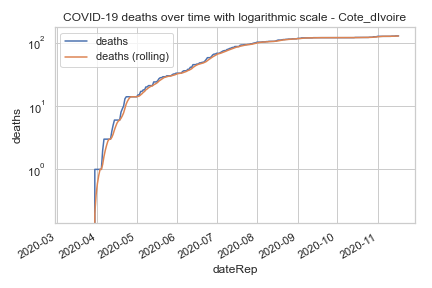 COVID-19 deaths over time with logarithmic scale - Cote_dIvoire
deaths
deaths (rolling)
10²
10¹
10⁰
deaths
2020-03
2020-04
2020-05
2020-06
2020-07
2020-08
2020-09
2020-10
2020-11
dateRep